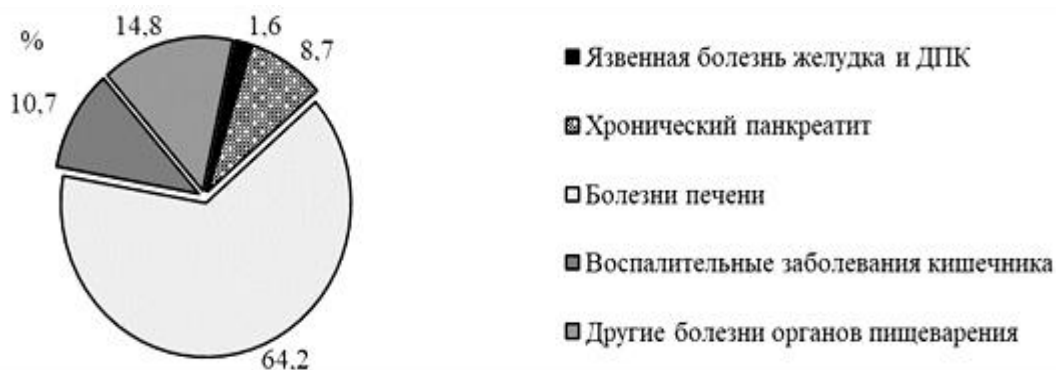 %
14,8
1,6
8,7
10,7
64,2
Язвенная болезнь желудка и ДПК
Хронический панкреатит
Болезни печени
Воспалительные заболевания кишечника
Другие болезни органов пищеварения